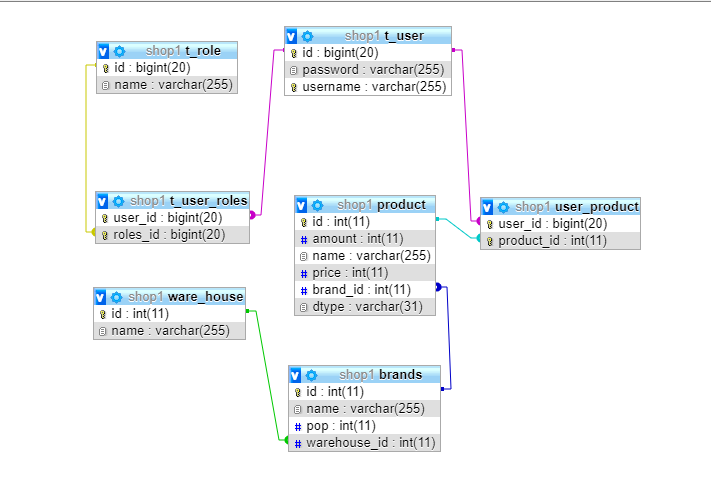 shop1 t_role
id : bigint(20)
name : varchar(255)
shop1 t_user
id : bigint(20)
password : varchar(255)
username : varchar(255)
shop1 t_user_roles
user_id : bigint(20)
roles_id : bigint(20)
shop1 product
id : int(11)
# amount : int(11)
name : varchar(255)
# price : int(11)
# brand_id : int(11)
dtype : varchar(31)
shop1 user_product
user_id : bigint(20)
product_id : int(11)
shop1 ware_house
id : int(11)
name : varchar(255)
shop1 brands
id : int(11)
name : varchar(255)
# pop : int(11)
# warehouse_id : int(11)